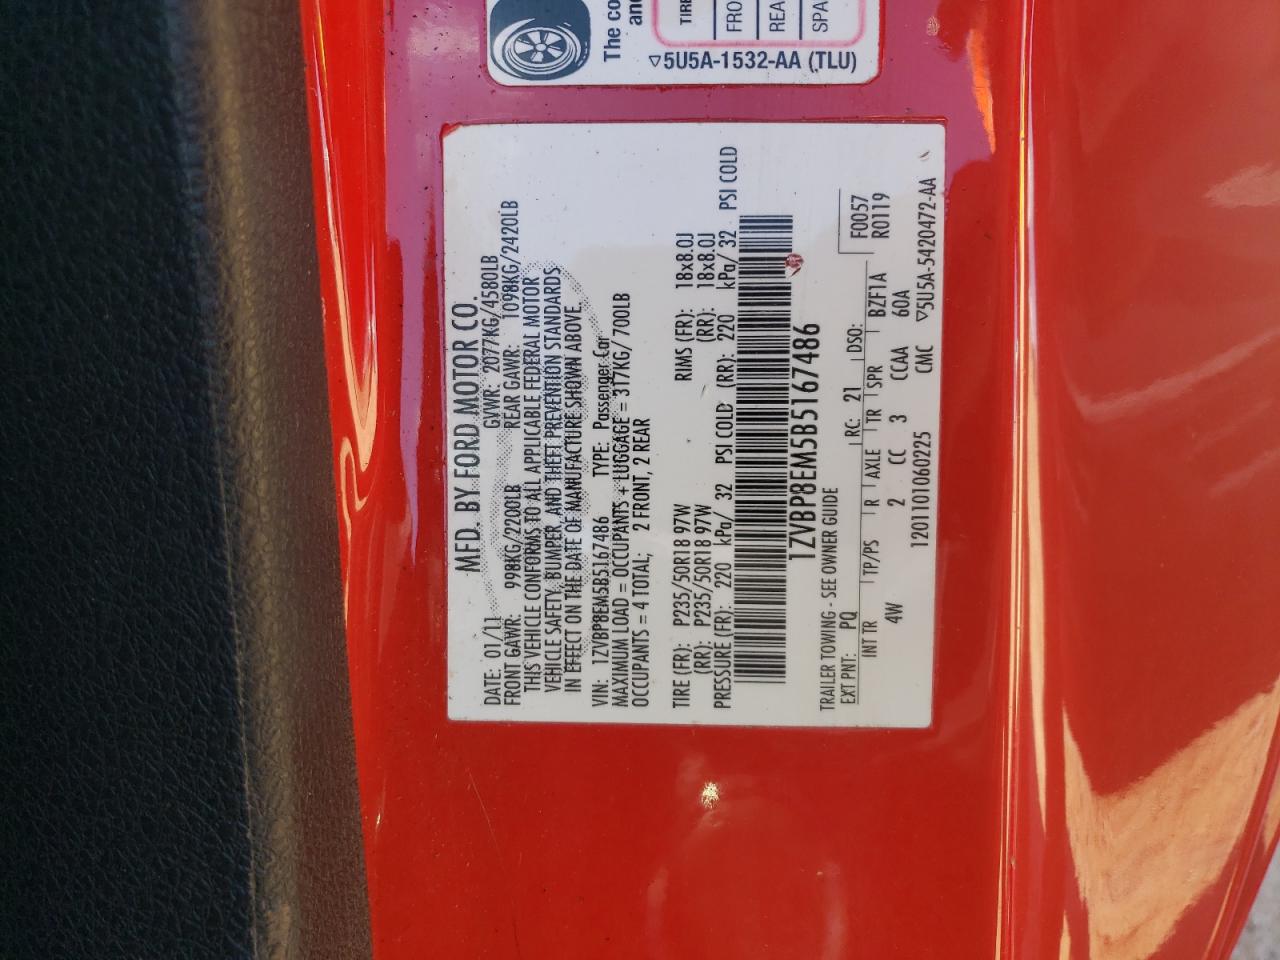 The co
and
TIRE
FRO
REA
SPA
▽5U5A-1532-AA (TLU)
MFD. BY FORD MOTOR CO.
DATE: 01/11 GVWR: 2077KG/4580LB
FRONT GAWR: 998KG/2200LB REAR GAWR: 1098KG/2420LB
THIS VEHICLE CONFORMS TO ALL APPLICABLE FEDERAL MOTOR
VEHICLE SAFETY, BUMPER, AND THEFT PREVENTION STANDARDS
IN EFFECT ON THE DATE OF MANUFACTURE SHOWN ABOVE.
VIN: 1ZVBP8EM5B5167486 TYPE: Passenger Car
MAXIMUM LOAD = OCCUPANTS + LUGGAGE = 317KG/700LB
OCCUPANTS = 4 TOTAL; 2 FRONT, 2 REAR
TIRE (FR): P235/50R18 97W RIMS (FR): 18x8.0J
(RR): P235/50R18 97W (RR): 18x8.0J
PRESSURE (FR): 220 kPa/ 32 PSI COLD (RR): 220 kPa/ 32 PSI COLD
1ZVBP8EM5B5167486
TRAILER TOWING - SEE OWNER GUIDE
F0057
EXT PNT: PQ RC: 21 DSO: R0119
INT TR TP/PS R AXLE TR SPR BZF1A
4W 2 CC 3 CCAA 60A
1201101060225 CMC ▽5U5A-5420472-AA